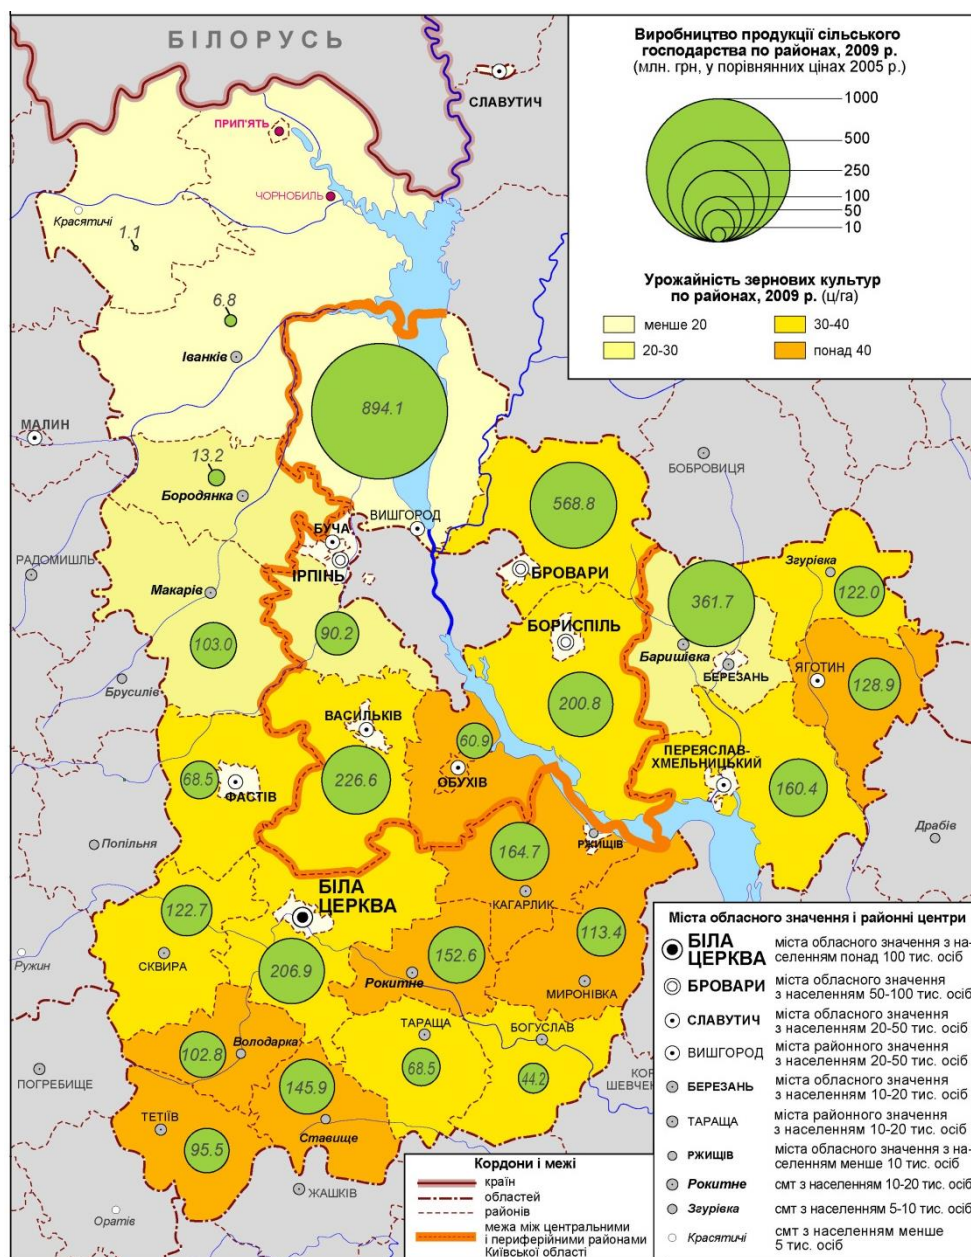 БІЛОРУСЬ
СЛАВУТИЧ
ПРИП'ЯТЬ
ЧОРНОБИЛЬ
Красятичі
1.1
6.8
Іванків
894.1
МАЛИН
13.2
Бородянка
БУЧА
ВИШГОРОД
ІРПІНЬ
РАДОМИШЛЬ
Макарів
103.0
90.2
Брусилів
568.8
БРОВАРИ
БОРИСПІЛЬ
200.8
БОБРОВИЦЯ
Згурівка
122.0
361.7
Баришівка
БЕРЕЗАНЬ
ЯГОТИН
128.9
ПЕРЕЯСЛАВ-
ХМЕЛЬНИЦЬКИЙ
160.4
Драбів
ВАСИЛЬКІВ
226.6
60.9
ОБУХІВ
68.5
ФАСТІВ
Попільня
РЖИЩІВ
164.7
КАГАРЛИК
БІЛА
ЦЕРКВА
122.7
СКВИРА
206.9
152.6
Рокитне
113.4
МИРОНІВКА
Ружин
ТАРАЩА
68.5
БОГУСЛАВ
44.2
КОР
ШЕВЧЕН
Володарка
102.8
145.9
Ставище
ПОГРЕБИЩЕ
ТЕТІЇВ
95.5
ЖАШКІВ
Оратів
Виробництво продукції сільського
господарства по районах, 2009 р.
(млн. грн, у порівнянних цінах 2005 р.)
1000
500
250
100
50
10
Урожайність зернових культур
по районах, 2009 р. (ц/га)
менше 20
30-40
20-30
понад 40
Кордони і межі
країн
областей
районів
межа між центральними
і периферійними районами
Київської області
Міста обласного значення і районні центри
БІЛА
ЦЕРКВА
міста обласного значення з на-
селенням понад 100 тис. осіб
БРОВАРИ
міста обласного значення
з населенням 50-100 тис. осіб
СЛАВУТИЧ
міста обласного значення
з населенням 20-50 тис. осіб
ВИШГОРОД
міста районного значення
з населенням 20-50 тис. осіб
БЕРЕЗАНЬ
міста обласного значення
з населенням 10-20 тис. осіб
ТАРАЩА
міста районного значення
з населенням 10-20 тис. осіб
РЖИЩІВ
міста обласного значення з на-
селенням менше 10 тис. осіб
Рокитне
смт з населенням 10-20 тис. осіб
Згурівка
смт з населенням 5-10 тис. осіб
Красятичі
смт з населенням менше
5 тис. осіб